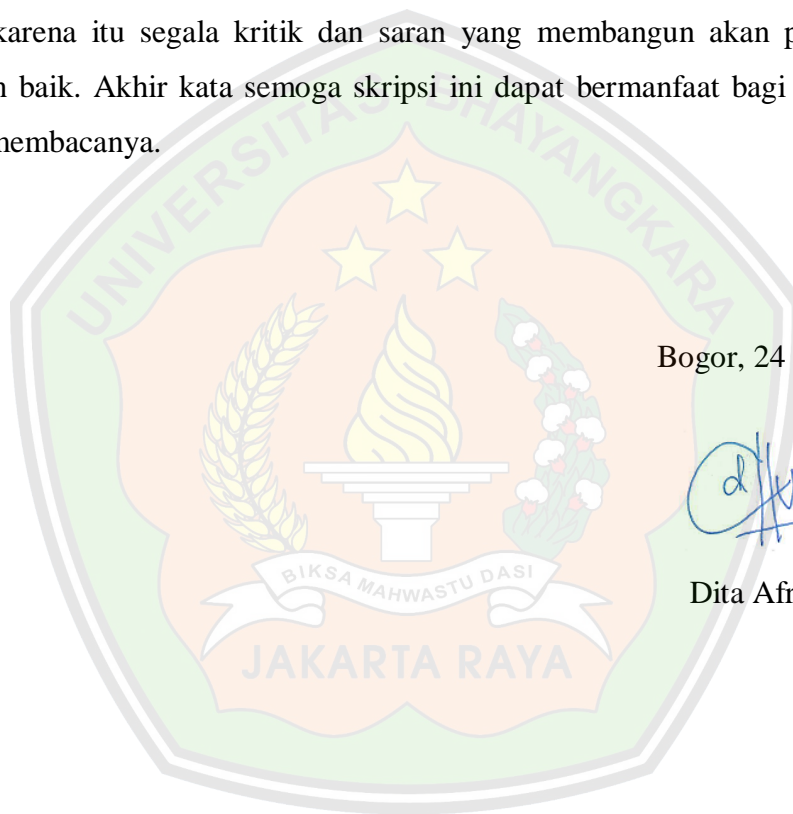 karena itu segala kritik dan saran yang membangun akan p
n baik. Akhir kata semoga skripsi ini dapat bermanfaat bagi
membacanya.
UNIVERSITAS BHAYANGKARA
Bogor, 24
BIKSA MAHWASTU DASI
Dita Afr
JAKARTA RAYA